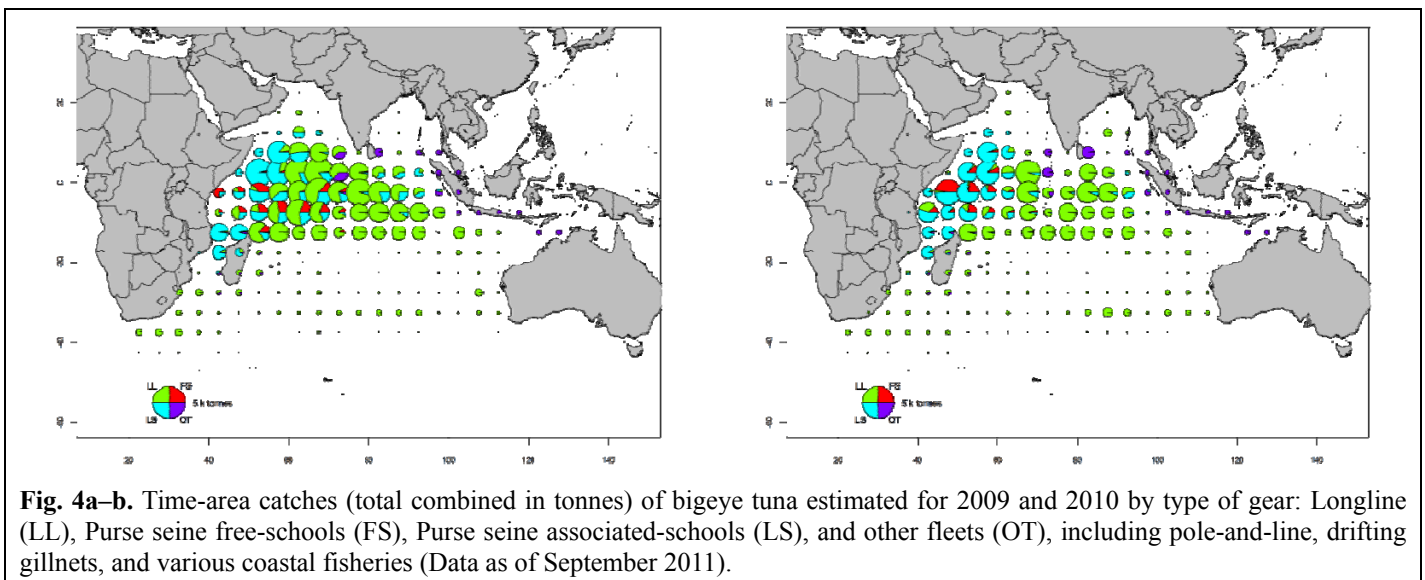 LL FS
5 k tonnes
LS OT
20 40 60 80 100 120 140
LL FS
5 k tonnes
LS OT
20 40 60 80 100 120 140
Fig. 4a–b. Time-area catches (total combined in tonnes) of bigeye tuna estimated for 2009 and 2010 by type of gear: Longline
(LL), Purse seine free-schools (FS), Purse seine associated-schools (LS), and other fleets (OT), including pole-and-line, drifting
gillnets, and various coastal fisheries (Data as of September 2011).